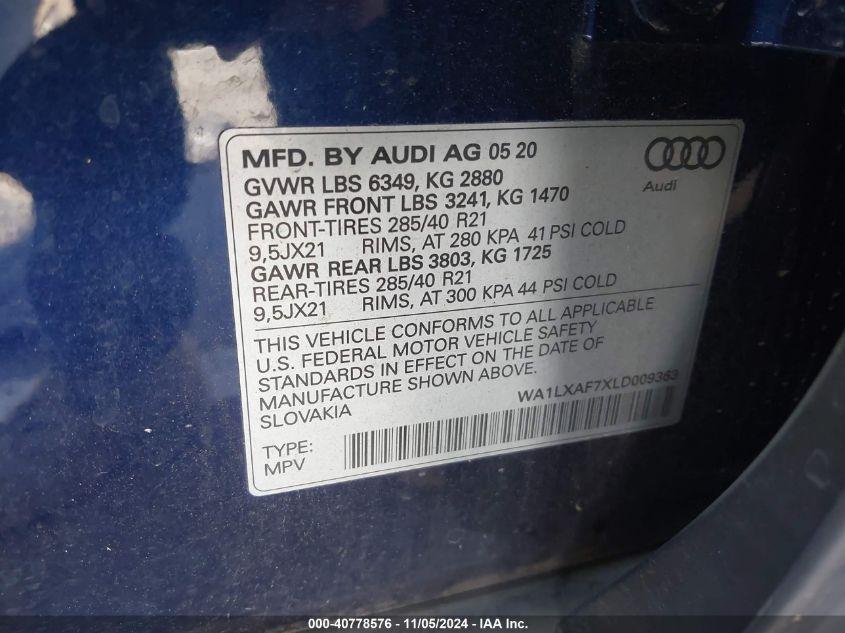 MFD. BY AUDI AG 05 20
Audi
GVWR LBS 6349, KG 2880
GAWR FRONT LBS 3241, KG 1470
FRONT-TIRES 285/40 R21
9,5JX21 RIMS, AT 280 KPA 41 PSI COLD
GAWR REAR LBS 3803, KG 1725
REAR-TIRES 285/40 R21
9,5JX21 RIMS, AT 300 KPA 44 PSI COLD
THIS VEHICLE CONFORMS TO ALL APPLICABLE
U.S. FEDERAL MOTOR VEHICLE SAFETY
STANDARDS IN EFFECT ON THE DATE OF
MANUFACTURE SHOWN ABOVE.
SLOVAKIA
WA1LXAF7XLD009363
TYPE:
MPV
000-40778576 - 11/05/2024 - IAA Inc.